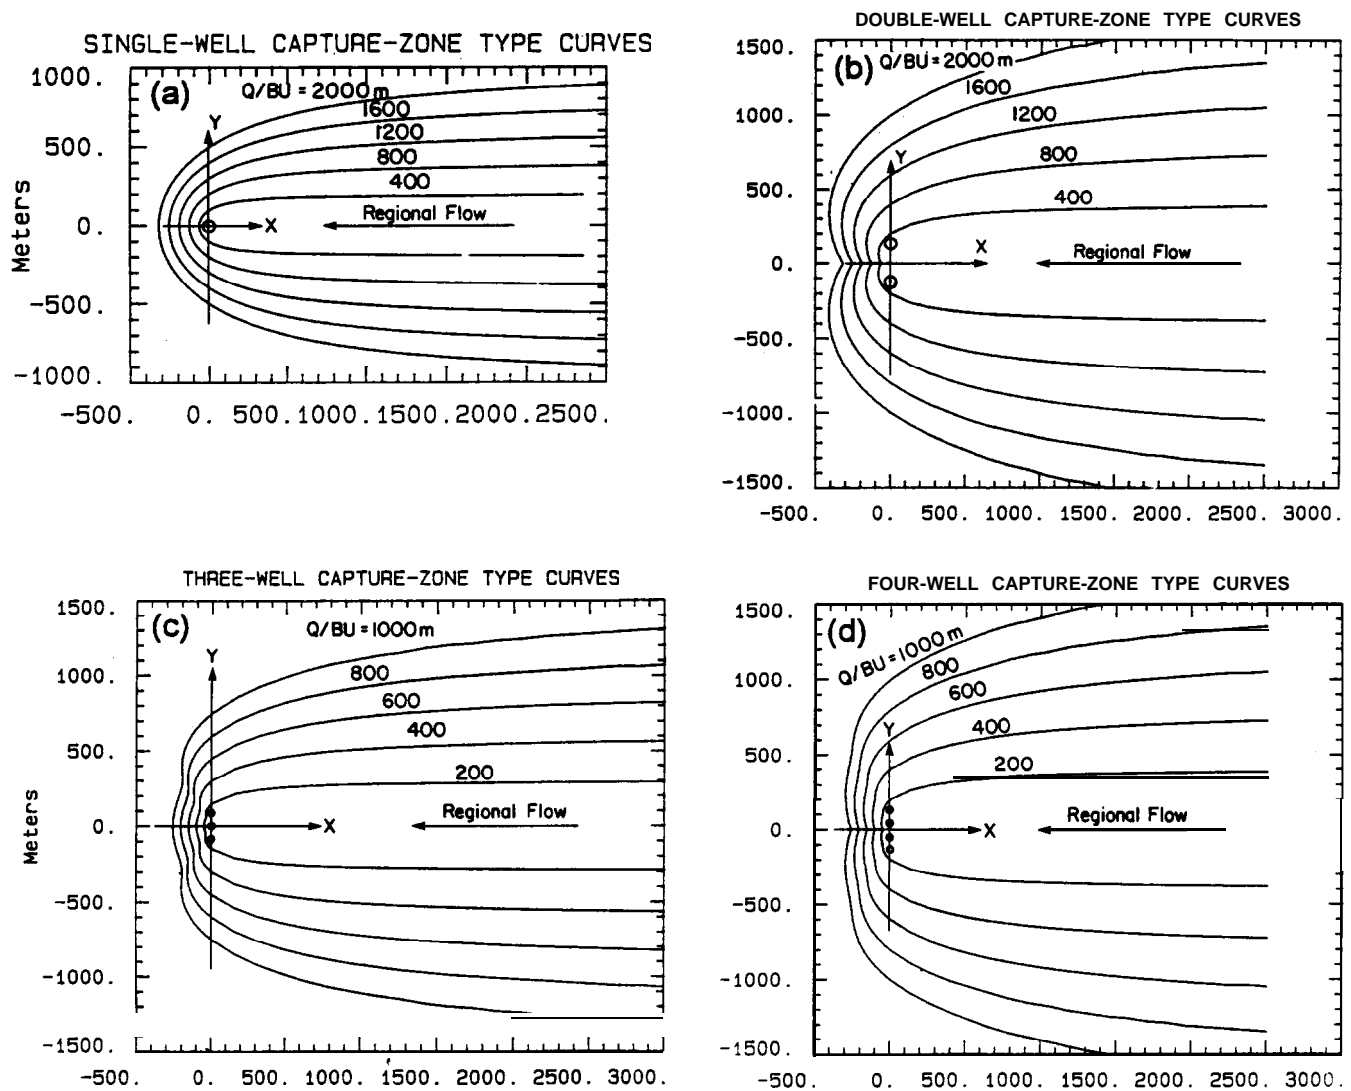 SINGLE-WELL CAPTURE-ZONE TYPE CURVES
(a)
Q/BU = 2000 m
1600
1200
800
400
Y
X
Regional Flow
Meters
1000.
500.
0.
-500.
-1000.
-500. 0. 500. 1000. 1500. 2000. 2500.
DOUBLE-WELL CAPTURE-ZONE TYPE CURVES
(b)
Q/BU = 2000 m
1600
1200
800
400
Y
X
Regional Flow
1500.
1000.
500.
0.
-500.
-1000.
-1500.
-500. 0. 500. 1000. 1500. 2000. 2500. 3000.
THREE-WELL CAPTURE-ZONE TYPE CURVES
(c)
Q/BU = 1000 m
800
600
400
200
Y
X
Regional Flow
Meters
1500.
1000.
500.
0.
-500.
-1000.
-1500.
-500. 0. 500. 1000. 1500. 2000. 2500. 3000.
FOUR-WELL CAPTURE-ZONE TYPE CURVES
(d)
Q/BU = 1000 m
800
600
400
200
Y
X
Regional Flow
1500.
1000.
500.
0.
-500.
-1000.
-1500.
-500. 0. 500. 1000. 1500. 2000. 2500. 3000.